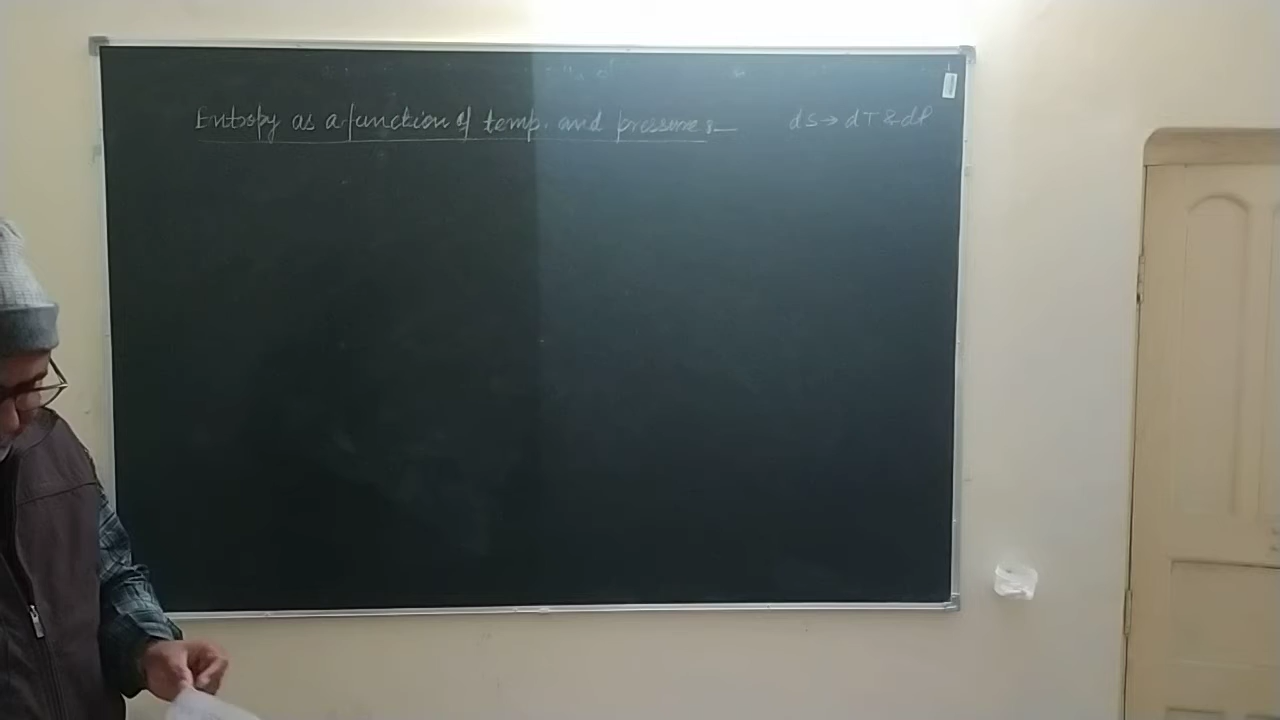 Entropy as a function of temp. and pressure :- dS → dT & dP